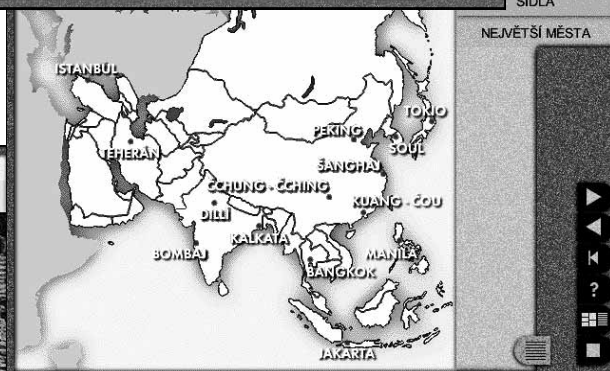 SÍDLA
NEJVĚTŠÍ MĚSTA
ISTANBUL
TOKIO
PEKING
SOUL
TEHERÁN
ŠANGHAJ
ČCHUNG - ČCHING
KUANG - ČOU
DILLÍ
KALKATA
BOMBAJ
MANILA
BANGKOK
JAKARTA
?